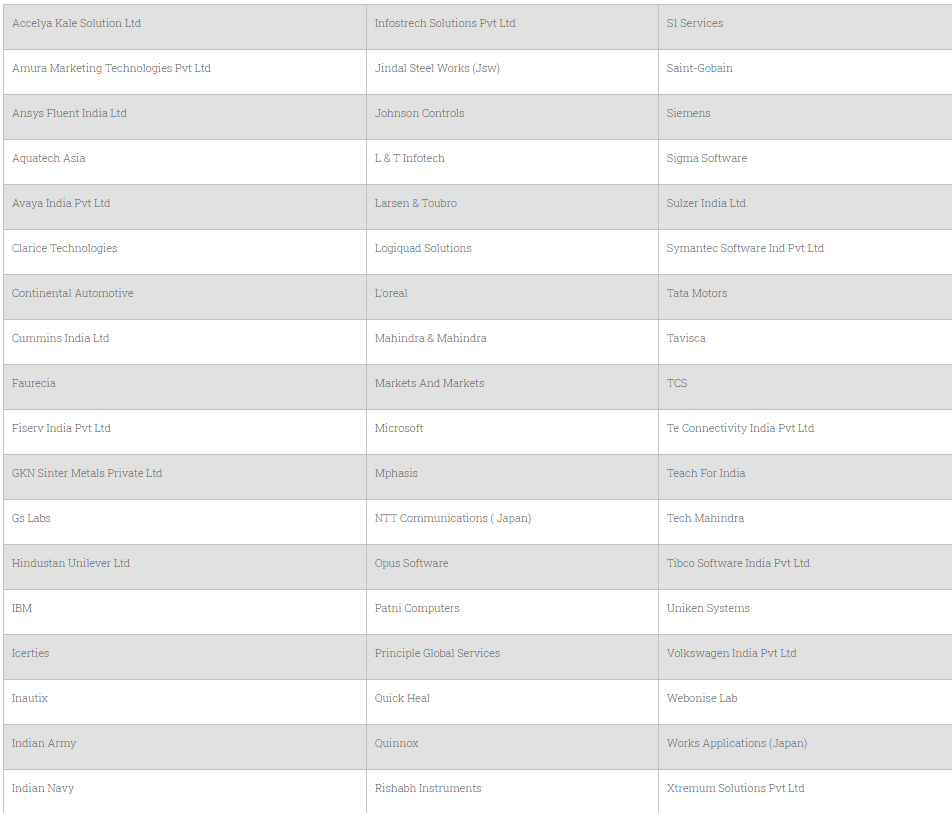 Accelya Kale Solution Ltd Infostrech Solutions Pvt Ltd S1 Services
Amura Marketing Technologies Pvt Ltd Jindal Steel Works (Jsw) Saint-Gobain
Ansys Fluent India Ltd Johnson Controls Siemens
Aquatech Asia L & T Infotech Sigma Software
Avaya India Pvt Ltd Larsen & Toubro Sulzer India Ltd.
Clarice Technologies Logiquad Solutions Symantec Software Ind Pvt Ltd
Continental Automotive L'oreal Tata Motors
Cummins India Ltd Mahindra & Mahindra Tavisca
Faurecia Markets And Markets TCS
Fiserv India Pvt Ltd Microsoft Te Connectivity India Pvt Ltd
GKN Sinter Metals Private Ltd Mphasis Teach For India
Gs Labs NTT Communications ( Japan) Tech Mahindra
Hindustan Unilever Ltd Opus Software Tibco Software India Pvt Ltd
IBM Patni Computers Uniken Systems
Icerties Principle Global Services Volkswagen India Pvt Ltd
Inautix Quick Heal Webonise Lab
Indian Army Quinnox Works Applications (Japan)
Indian Navy Rishabh Instruments Xtremum Solutions Pvt Ltd